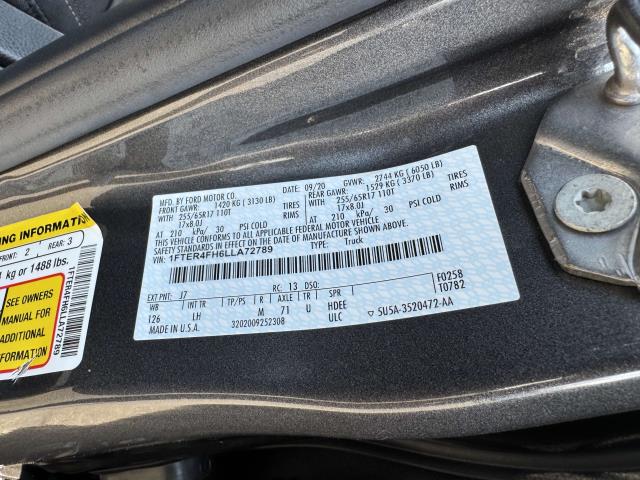 MFD. BY FORD MOTOR CO.
DATE: 09/20 GVWR: 2744 KG ( 6050 LB)
FRONT GAWR: 1420 KG ( 3130 LB) REAR GAWR: 1529 KG ( 3370 LB)
WITH 255/65R17 110T TIRES 255/65R17 110T TIRES
17x8.0J RIMS 17x8.0J RIMS
AT 210 kPa/ 30 PSI COLD AT 210 kPa/ 30 PSI COLD
THIS VEHICLE CONFORMS TO ALL APPLICABLE FEDERAL MOTOR VEHICLE
SAFETY STANDARDS IN EFFECT ON THE DATE OF MANUFACTURE SHOWN ABOVE.
VIN: 1FTER4FH6LLA72789 TYPE: Truck
EXT PNT: J7 RC: 13 DSO: F0258
WB INT TR TP/PS R AXLE TR SPR T0782
126 LH M 71 U HDEE
MADE IN U.S.A. 3202009252308 ULC SU5A-3520472-AA
ING INFORMATION
FRONT: 2 REAR: 3
kg or 1488 lbs.
SEE OWNERS
MANUAL FOR
ADDITIONAL
INFORMATION
1FTER4FH6LLA72789